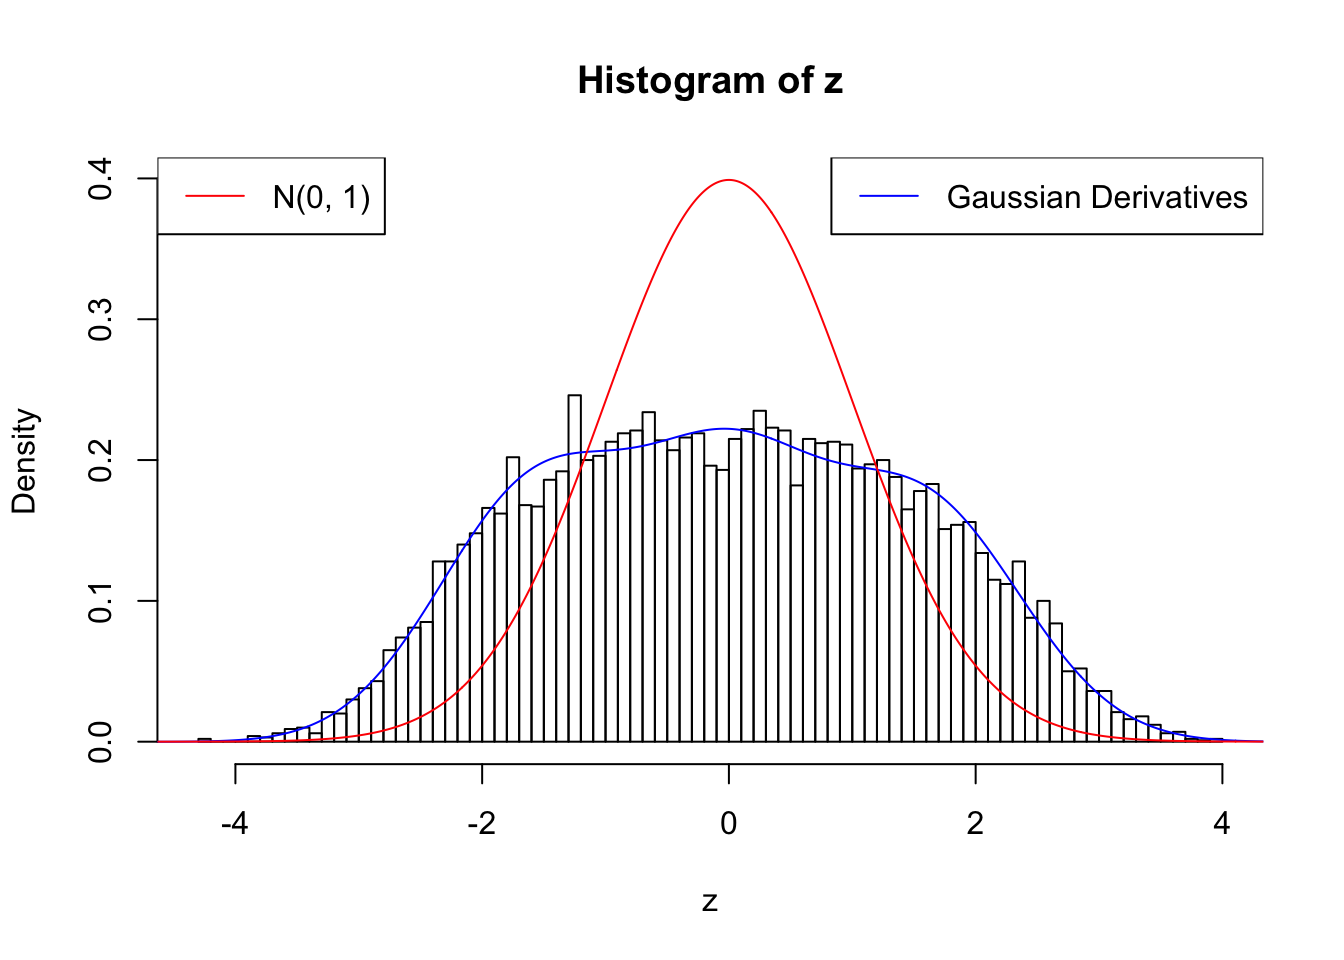 Histogram of z
N(0, 1)
Gaussian Derivatives
Density
0.4
0.3
0.2
0.1
0.0
-4 -2 0 2 4
z